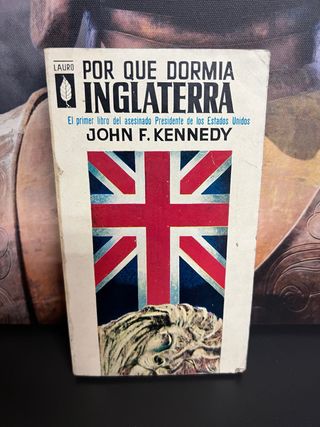 LAURO
POR QUE DORMIA
INGLATERRA
El primer libro del asesinado Presidente de los Estados Unidos
JOHN F. KENNEDY